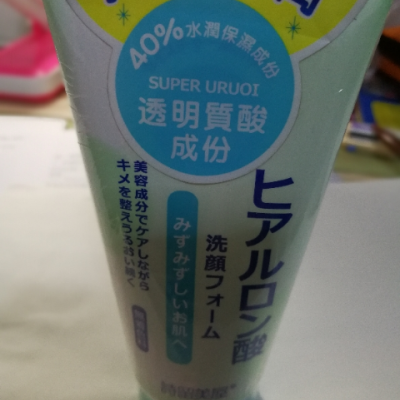 40%水潤保濕成份
SUPER URUOI
透明質酸
成份
ヒアルロン酸
洗顔フォーム
みずみずしいお肌へ
美容成分でケアしながら
キメを整えうるおい続く